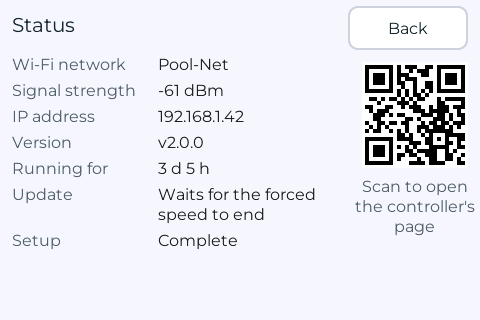 Status
Back
Wi-Fi network Pool-Net
Signal strength -61 dBm
IP address 192.168.1.42
Version v2.0.0
Running for 3 d 5 h
Update Waits for the forced
speed to end
Setup Complete
Scan to open
the controller's
page